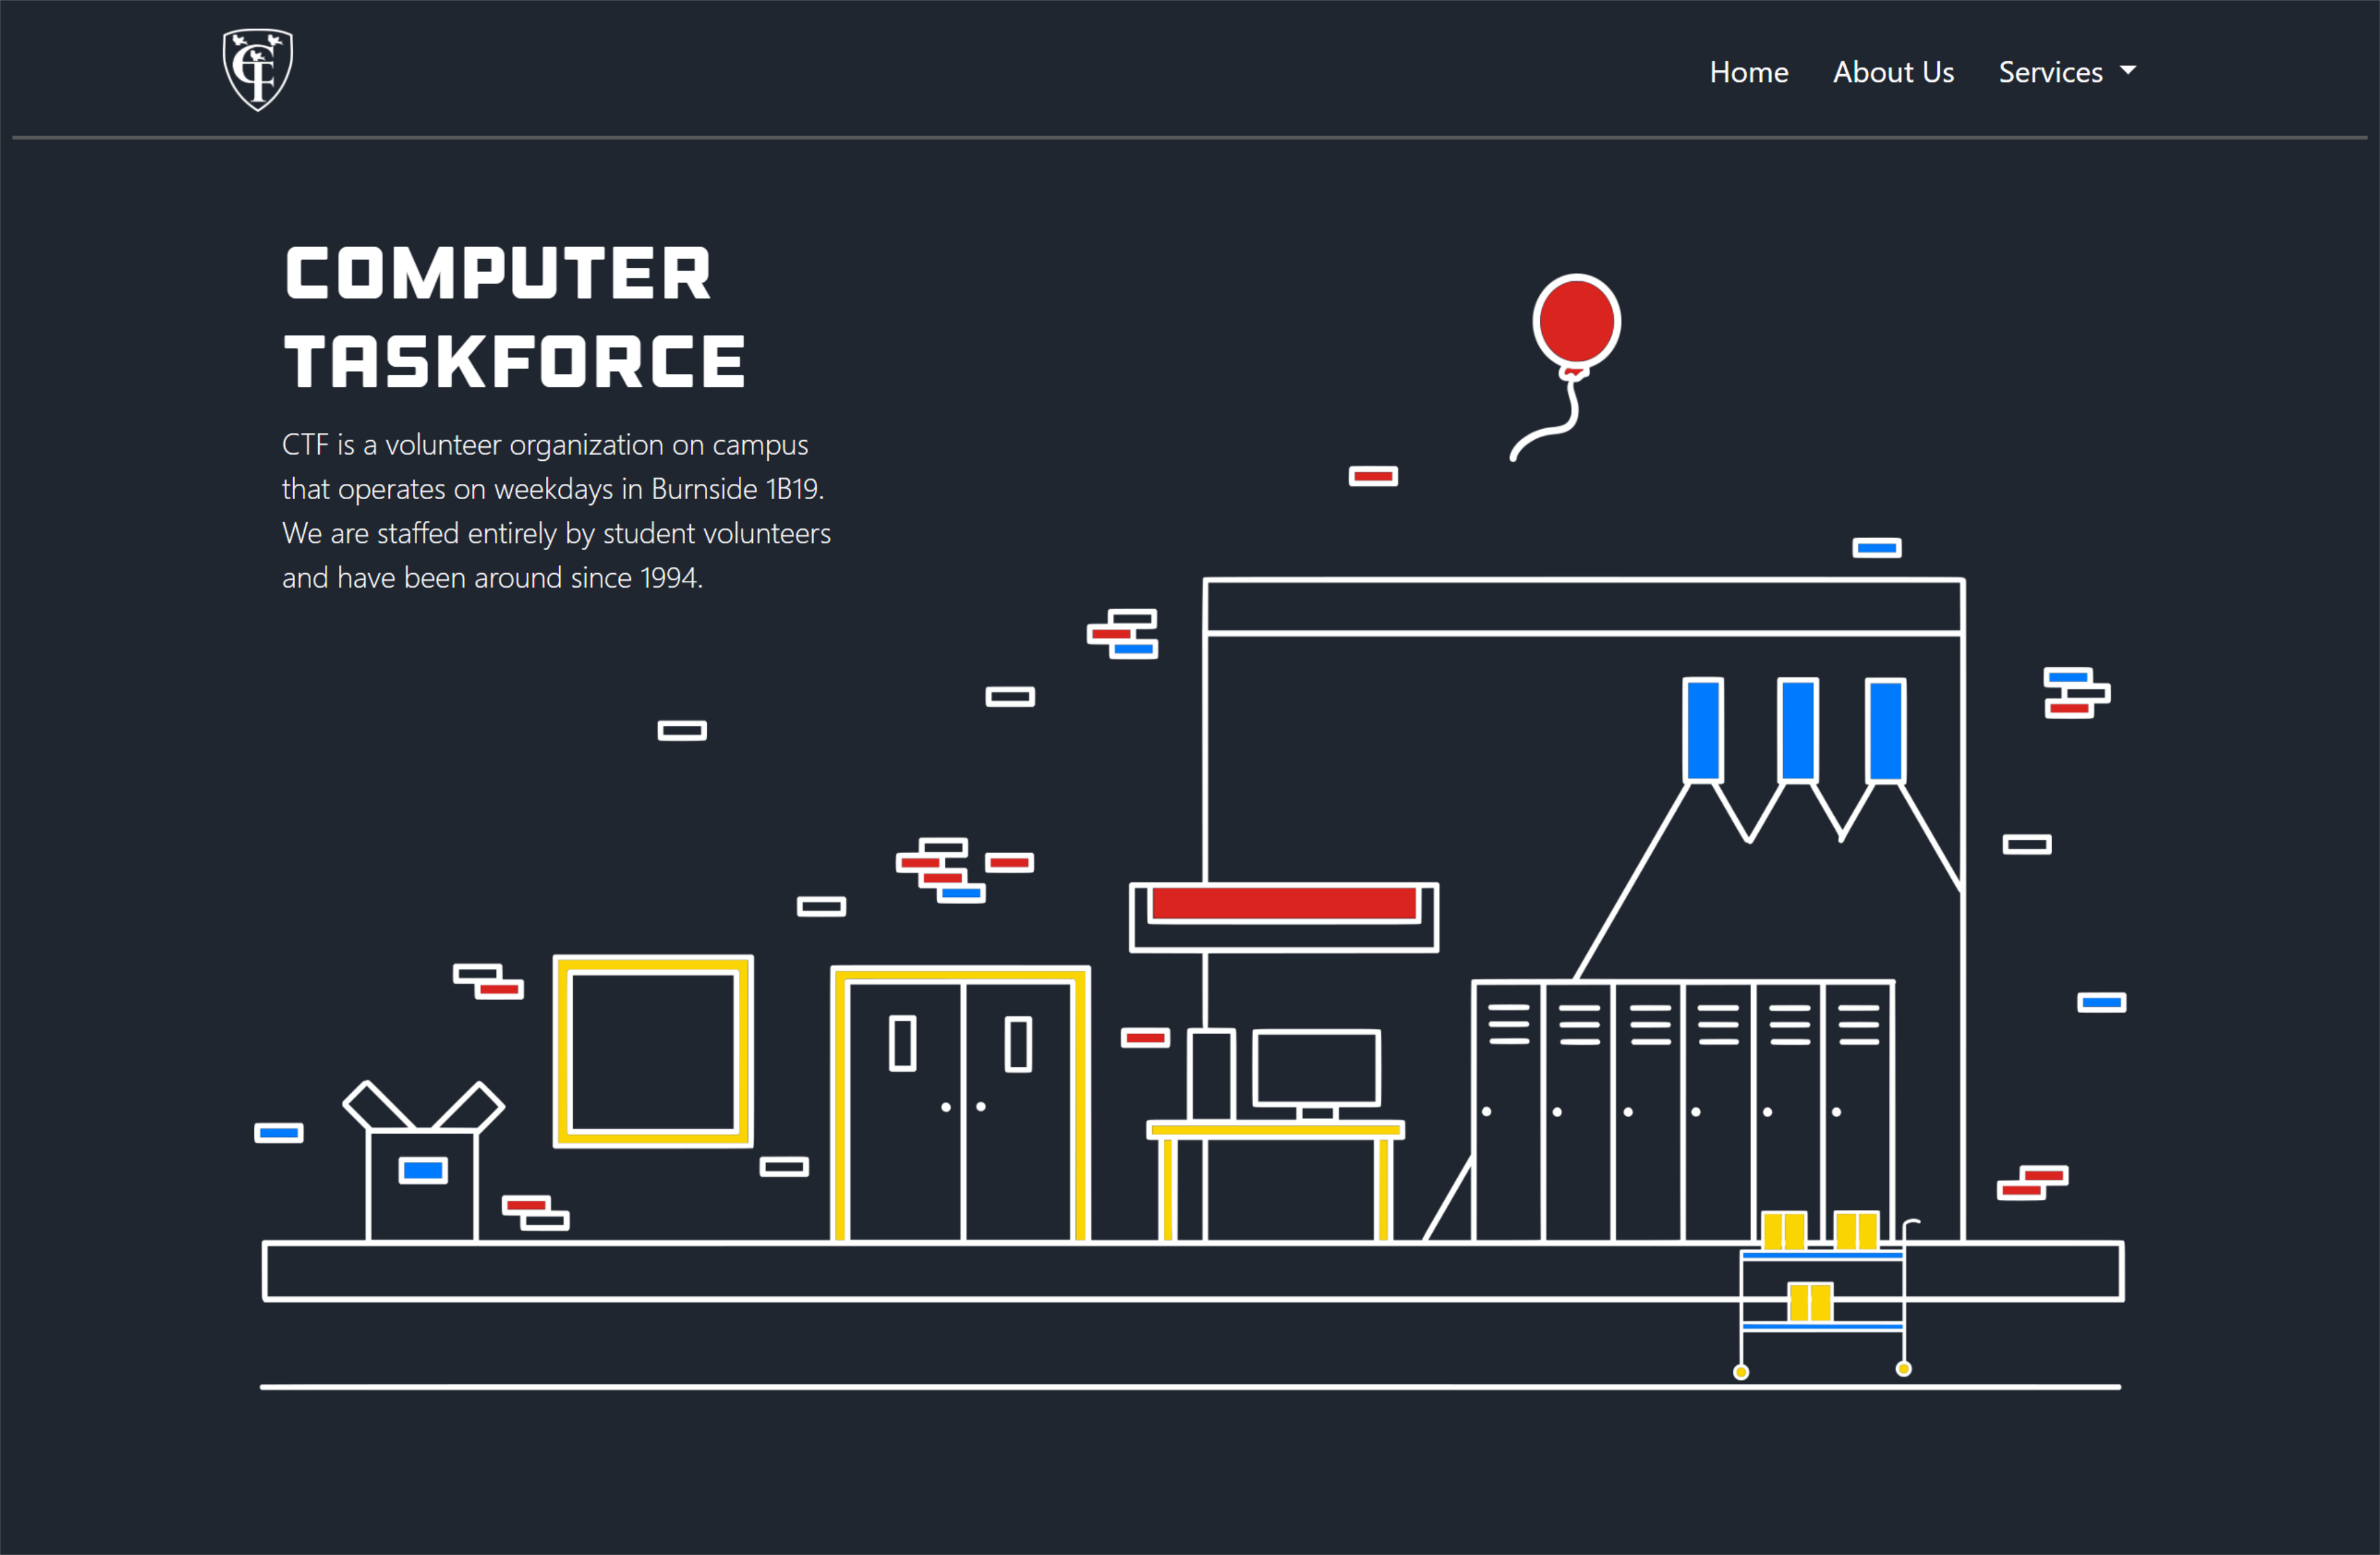 CTF
Home About Us Services
COMPUTER
TASKFORCE
CTF is a volunteer organization on campus
that operates on weekdays in Burnside 1B19.
We are staffed entirely by student volunteers
and have been around since 1994.